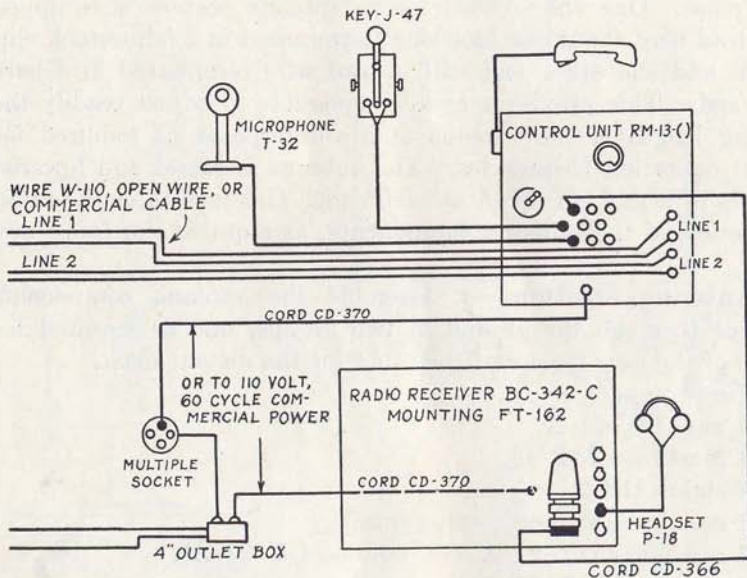 KEY-J-47
MICROPHONE
T-32
CONTROL UNIT RM-13-()
WIRE W-110, OPEN WIRE, OR
COMMERCIAL CABLE.
LINE 1
LINE 2
LINE 1
LINE 2
CORD CD-370
OR TO 110 VOLT,
60 CYCLE COM-
MERCIAL POWER
MULTIPLE
SOCKET
4" OUTLET BOX
RADIO RECEIVER BC-342-C
MOUNTING FT-162
CORD CD-370
HEADSET
P-18
CORD CD-366